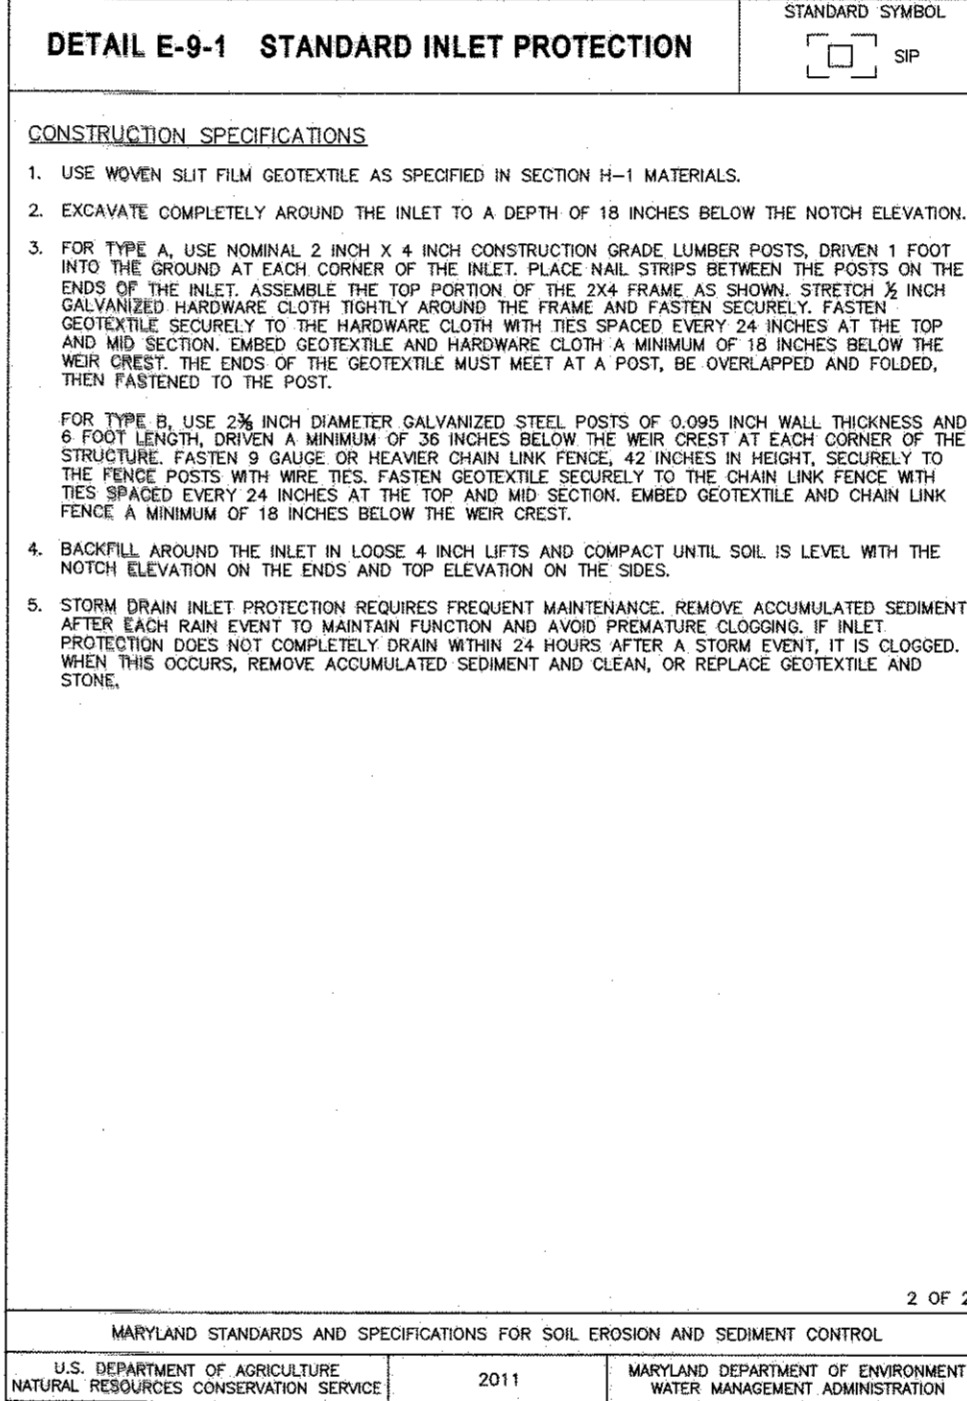 DETAIL E-9-1 STANDARD INLET PROTECTION
STANDARD SYMBOL
SIP
CONSTRUCTION SPECIFICATIONS
1. USE WOVEN SLIT FILM GEOTEXTILE AS SPECIFIED IN SECTION H-1 MATERIALS.
2. EXCAVATE COMPLETELY AROUND THE INLET TO A DEPTH OF 18 INCHES BELOW THE NOTCH ELEVATION.
3. FOR TYPE A, USE NOMINAL 2 INCH X 4 INCH CONSTRUCTION GRADE LUMBER POSTS, DRIVEN 1 FOOT
INTO THE GROUND AT EACH CORNER OF THE INLET. PLACE NAIL STRIPS BETWEEN THE POSTS ON THE
ENDS OF THE INLET. ASSEMBLE THE TOP PORTION OF THE 2X4 FRAME AS SHOWN. STRETCH ½ INCH
GALVANIZED HARDWARE CLOTH TIGHTLY AROUND THE FRAME AND FASTEN SECURELY. FASTEN
GEOTEXTILE SECURELY TO THE HARDWARE CLOTH WITH TIES SPACED EVERY 24 INCHES AT THE TOP
AND MID SECTION. EMBED GEOTEXTILE AND HARDWARE CLOTH A MINIMUM OF 18 INCHES BELOW THE
WEIR CREST. THE ENDS OF THE GEOTEXTILE MUST MEET AT A POST, BE OVERLAPPED AND FOLDED,
THEN FASTENED TO THE POST.
FOR TYPE B, USE 2⅜ INCH DIAMETER GALVANIZED STEEL POSTS OF 0.095 INCH WALL THICKNESS AND
6 FOOT LENGTH, DRIVEN A MINIMUM OF 36 INCHES BELOW THE WEIR CREST AT EACH CORNER OF THE
STRUCTURE. FASTEN 9 GAUGE OR HEAVIER CHAIN LINK FENCE, 42 INCHES IN HEIGHT, SECURELY TO
THE FENCE POSTS WITH WIRE TIES. FASTEN GEOTEXTILE SECURELY TO THE CHAIN LINK FENCE WITH
TIES SPACED EVERY 24 INCHES AT THE TOP AND MID SECTION. EMBED GEOTEXTILE AND CHAIN LINK
FENCE A MINIMUM OF 18 INCHES BELOW THE WEIR CREST.
4. BACKFILL AROUND THE INLET IN LOOSE 4 INCH LIFTS AND COMPACT UNTIL SOIL IS LEVEL WITH THE
NOTCH ELEVATION ON THE ENDS AND TOP ELEVATION ON THE SIDES.
5. STORM DRAIN INLET PROTECTION REQUIRES FREQUENT MAINTENANCE. REMOVE ACCUMULATED SEDIMENT
AFTER EACH RAIN EVENT TO MAINTAIN FUNCTION AND AVOID PREMATURE CLOGGING. IF INLET
PROTECTION DOES NOT COMPLETELY DRAIN WITHIN 24 HOURS AFTER A STORM EVENT, IT IS CLOGGED.
WHEN THIS OCCURS, REMOVE ACCUMULATED SEDIMENT AND CLEAN, OR REPLACE GEOTEXTILE AND
STONE.
2 OF 2
MARYLAND STANDARDS AND SPECIFICATIONS FOR SOIL EROSION AND SEDIMENT CONTROL
U.S. DEPARTMENT OF AGRICULTURE
NATURAL RESOURCES CONSERVATION SERVICE
2011
MARYLAND DEPARTMENT OF ENVIRONMENT
WATER MANAGEMENT ADMINISTRATION